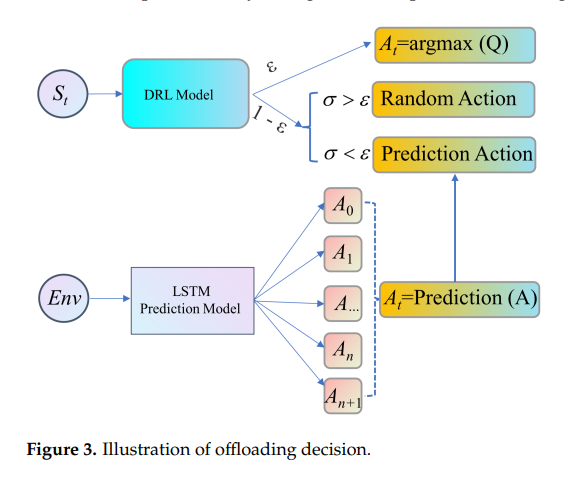 S_t
DRL Model
ε
1 - ε
A_t=argmax (Q)
σ > ε Random Action
σ < ε Prediction Action
Env
LSTM
Prediction Model
A_0
A_1
A_...
A_n
A_{n+1}
A_t=Prediction (A)
Figure 3. Illustration of offloading decision.